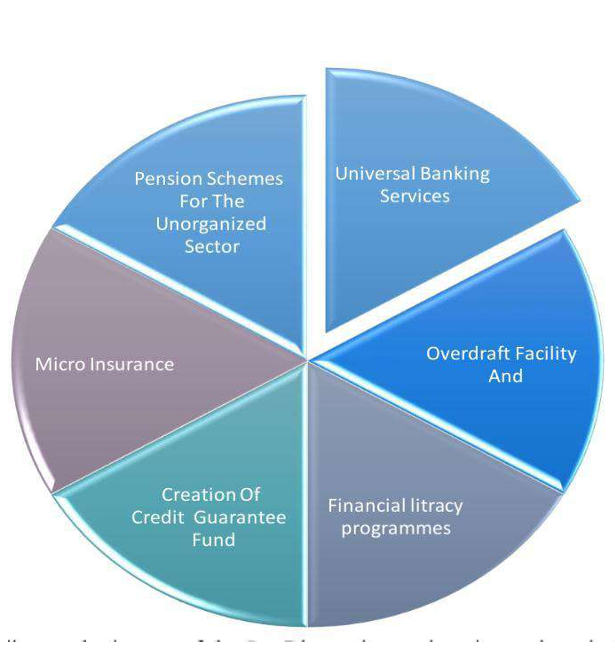 Universal Banking
Services
Overdraft Facility
And
Financial litracy
programmes
Creation Of
Credit Guarantee
Fund
Micro Insurance
Pension Schemes
For The
Unorganized
Sector